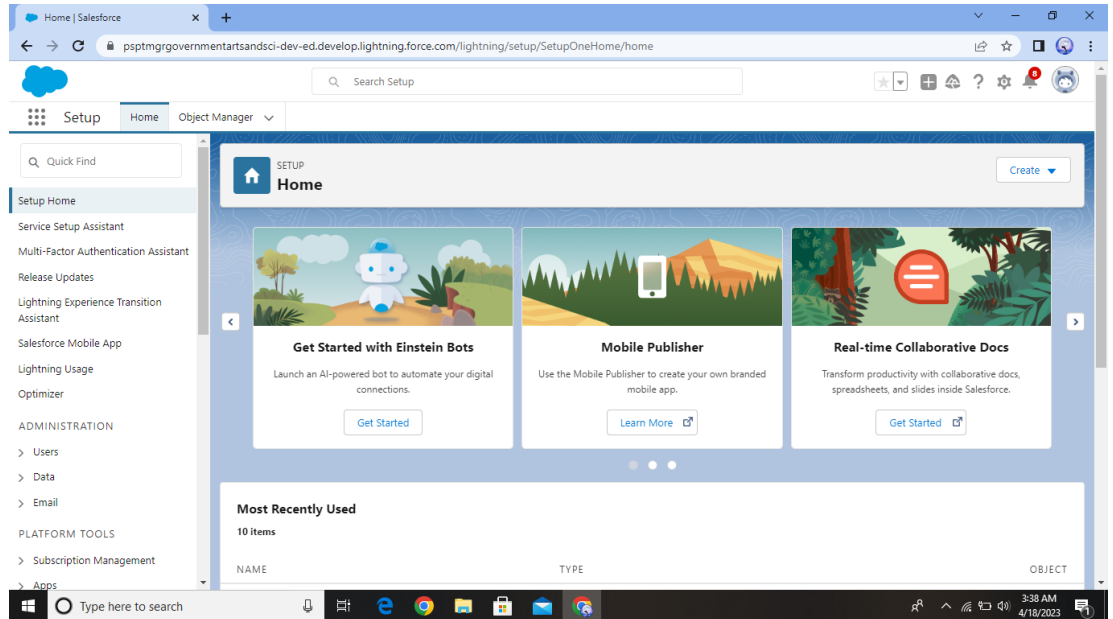 Home | Salesforce
psptmgrgovernmentartsandsci-dev-ed.develop.lightning.force.com/lightning/setup/SetupOneHome/home
Search Setup
8
Setup
Home
Object Manager
Quick Find
Setup Home
Service Setup Assistant
Multi-Factor Authentication Assistant
Release Updates
Lightning Experience Transition
Assistant
Salesforce Mobile App
Lightning Usage
Optimizer
ADMINISTRATION
Users
Data
Email
PLATFORM TOOLS
Subscription Management
Apps
SETUP
Home
Create
Get Started with Einstein Bots
Launch an AI-powered bot to automate your digital
connections.
Get Started
Mobile Publisher
Use the Mobile Publisher to create your own branded
mobile app.
Learn More
Real-time Collaborative Docs
Transform productivity with collaborative docs,
spreadsheets, and slides inside Salesforce.
Get Started
Most Recently Used
10 items
NAME TYPE OBJECT
Type here to search
3:38 AM
4/18/2023
1